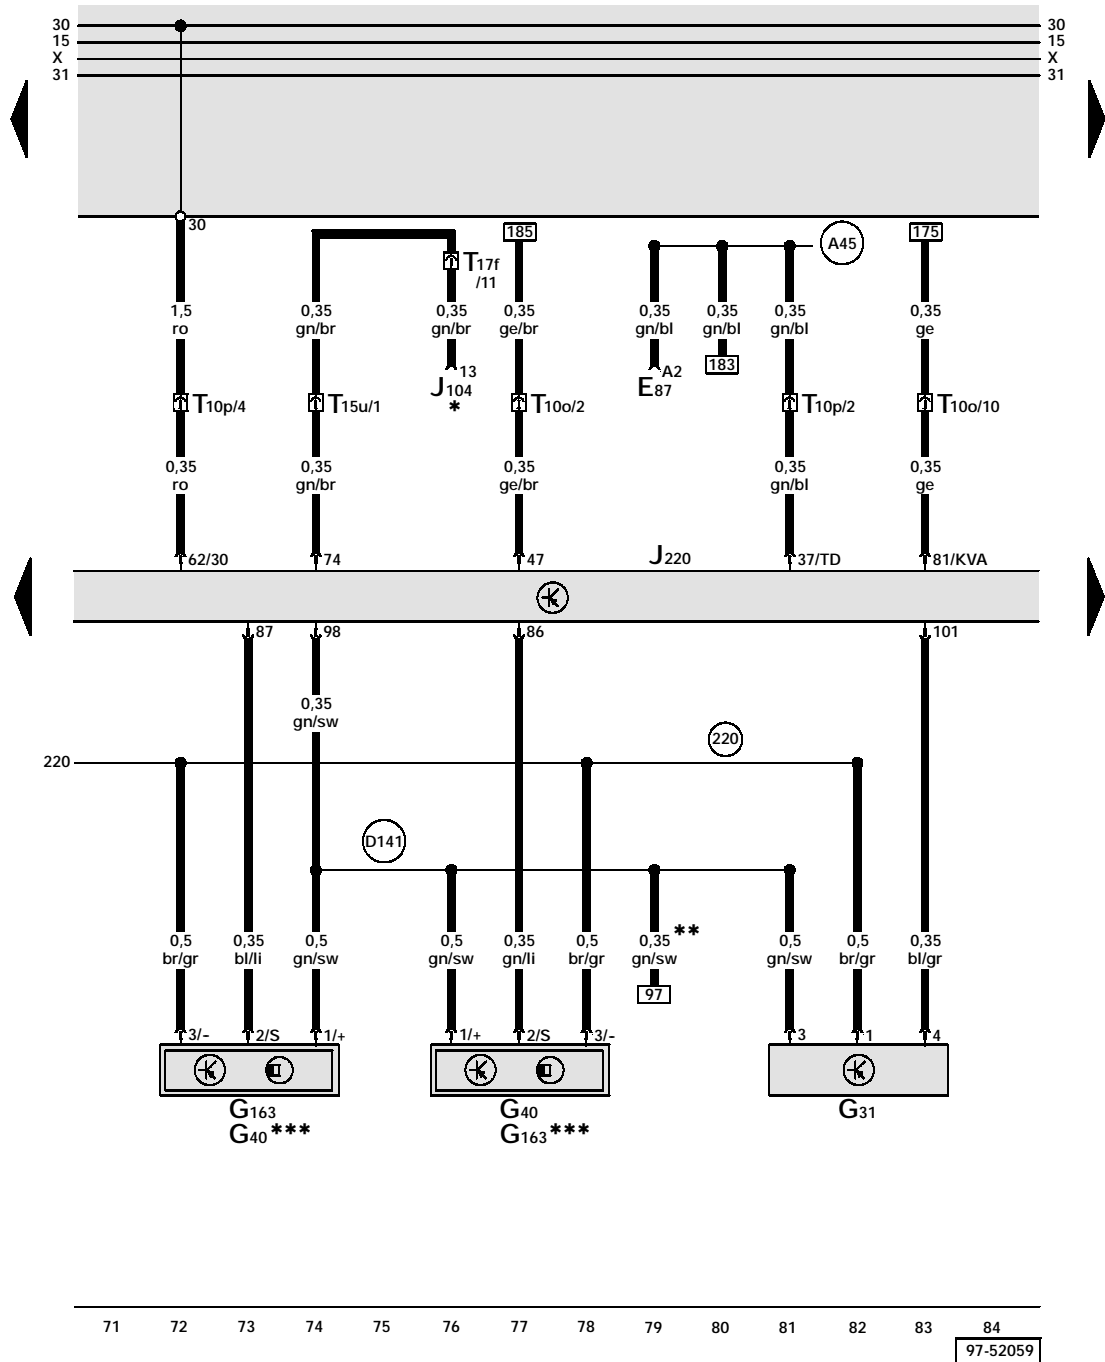 30 30
15 15
X X
31 31
30
185
A45
175
T17f
/11
1,5 0,35 0,35 0,35 0,35 0,35 0,35 0,35
ro gn/br gn/br ge/br gn/bl gn/bl gn/bl ge
183
13
A2
J104
E87
*
T10p/4 T15u/1 T10o/2 T10p/2 T10o/10
0,35 0,35 0,35 0,35 0,35
ro gn/br ge/br gn/bl ge
62/30 74 47 J220 37/TD 81/KVA
87 98 86 101
0,35
gn/sw
220
220
D141
**
0,5 0,35 0,5 0,5 0,35 0,5 0,35 0,5 0,5 0,35
br/gr bl/li gn/sw gn/sw gn/li br/gr gn/sw gn/sw br/gr bl/gr
97
3/- 2/S 1/+ 1/+ 2/S 3/- 3 1 4
G163 G40 G31
G40*** G163***
71 72 73 74 75 76 77 78 79 80 81 82 83 84
97-52059